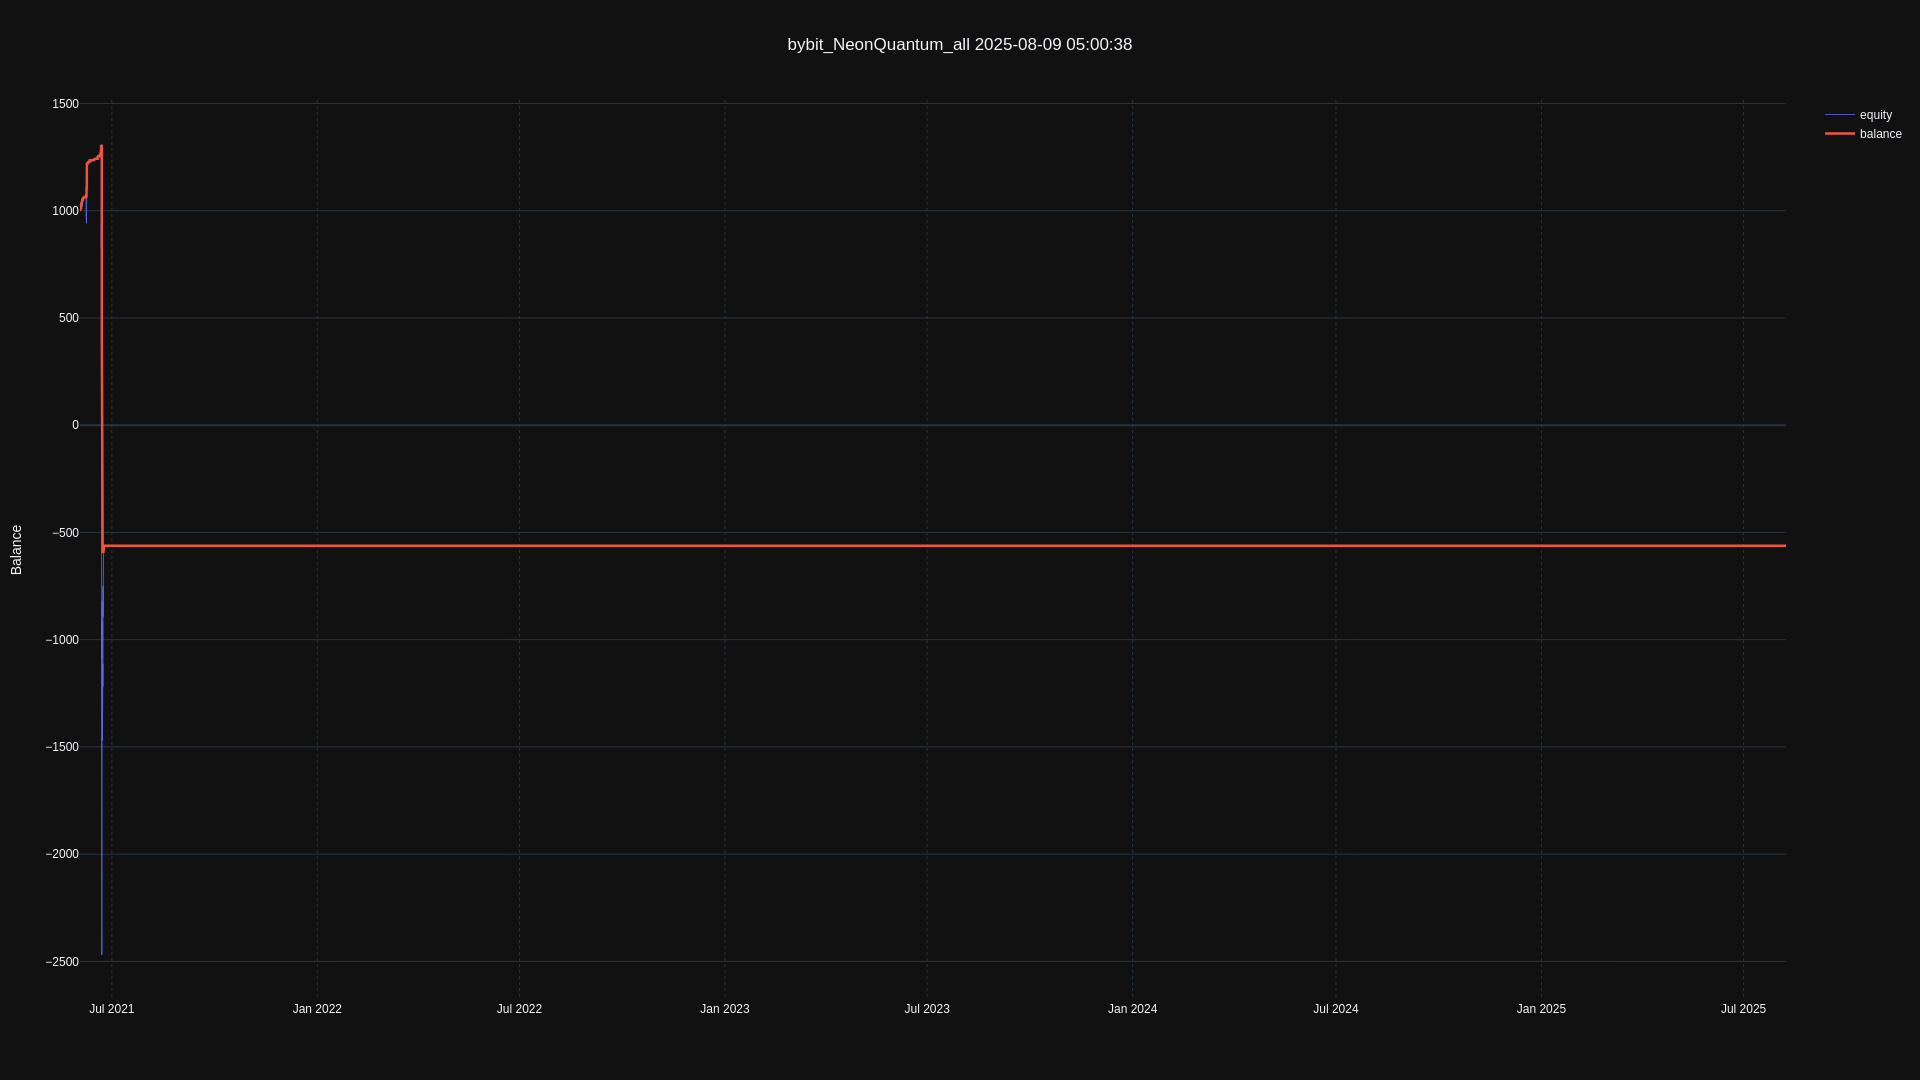 bybit_NeonQuantum_all 2025-08-09 05:00:38
equity
balance
Balance
1500
1000
500
0
−500
−1000
−1500
−2000
−2500
Jul 2021
Jan 2022
Jul 2022
Jan 2023
Jul 2023
Jan 2024
Jul 2024
Jan 2025
Jul 2025